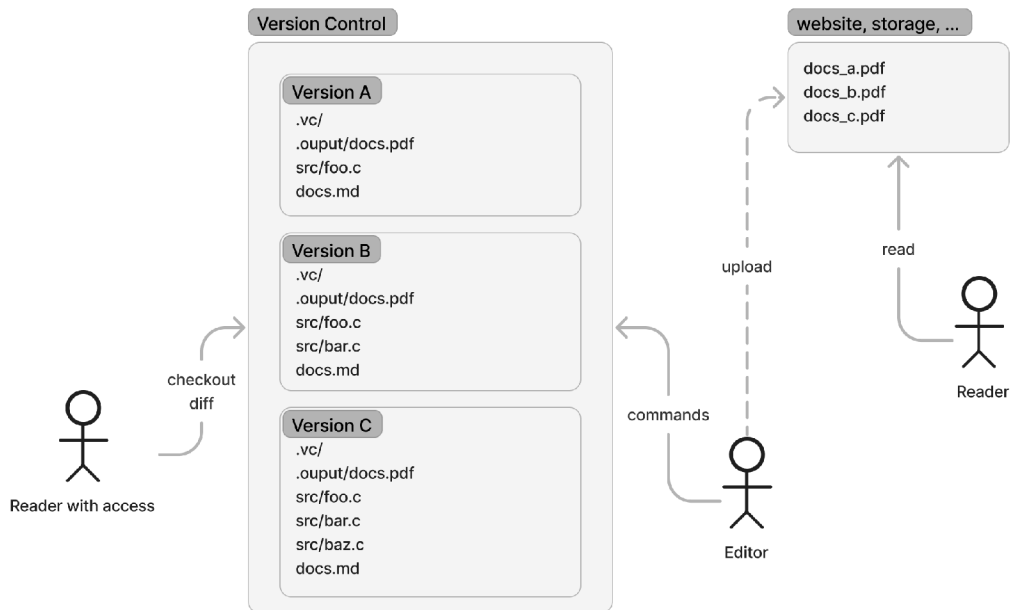 Version Control
Version A
.vc/
.ouput/docs.pdf
src/foo.c
docs.md
Version B
.vc/
.ouput/docs.pdf
src/foo.c
src/bar.c
docs.md
Version C
.vc/
.ouput/docs.pdf
src/foo.c
src/bar.c
src/baz.c
docs.md
checkout
diff
Reader with access
commands
upload
Editor
website, storage, ...
docs_a.pdf
docs_b.pdf
docs_c.pdf
read
Reader